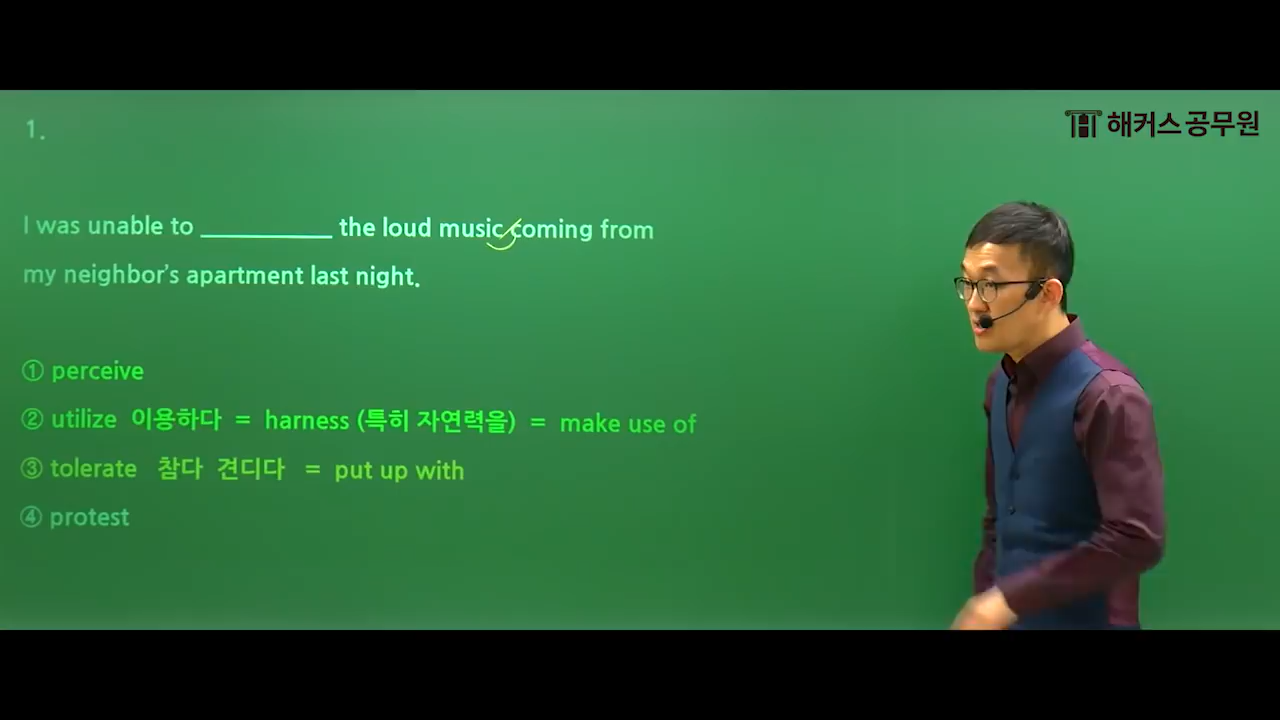 해커스공무원
1.
I was unable to __________ the loud music coming from
my neighbor's apartment last night.
① perceive
② utilize 이용하다 = harness (특히 자연력을) = make use of
③ tolerate 참다 견디다 = put up with
④ protest